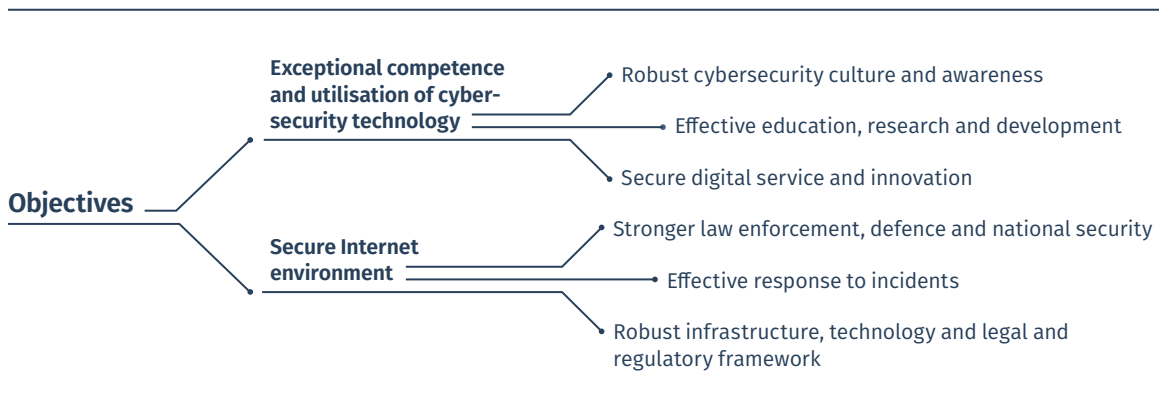 Objectives
Exceptional competence
and utilisation of cyber-
security technology
Robust cybersecurity culture and awareness
Effective education, research and development
Secure digital service and innovation
Secure Internet
environment
Stronger law enforcement, defence and national security
Effective response to incidents
Robust infrastructure, technology and legal and
regulatory framework